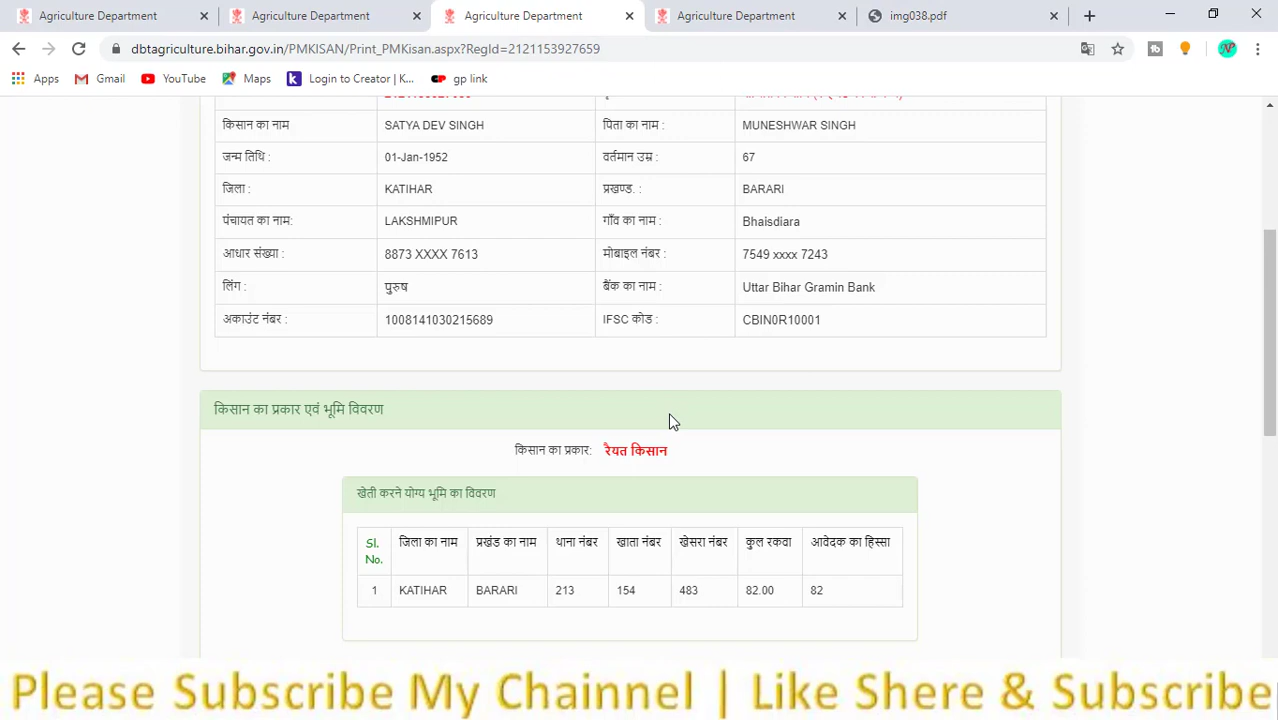 Agriculture Department
Agriculture Department
Agriculture Department
Agriculture Department
img038.pdf
dbtagriculture.bihar.gov.in/PMKISAN/Print_PMKisan.aspx?RegId=2121153927659
Apps
Gmail
YouTube
Maps
Login to Creator | K...
gp link
किसान का नाम SATYA DEV SINGH पिता का नाम : MUNESHWAR SINGH
जन्म तिथि : 01-Jan-1952 वर्तमान उम्र : 67
जिला : KATIHAR प्रखण्ड. : BARARI
पंचायत का नाम: LAKSHMIPUR गाँव का नाम : Bhaisdiara
आधार संख्या : 8873 XXXX 7613 मोबाइल नंबर : 7549 xxxx 7243
लिंग : पुरुष बैंक का नाम : Uttar Bihar Gramin Bank
अकाउंट नंबर : 1008141030215689 IFSC कोड : CBIN0R10001
किसान का प्रकार एवं भूमि विवरण
किसान का प्रकार: रैयत किसान
खेती करने योग्य भूमि का विवरण
Sl. No. जिला का नाम प्रखंड का नाम थाना नंबर खाता नंबर खेसरा नंबर कुल रकवा आवेदक का हिस्सा
1 KATIHAR BARARI 213 154 483 82.00 82
Please Subscribe My Channel | Like Shere & Subscribe